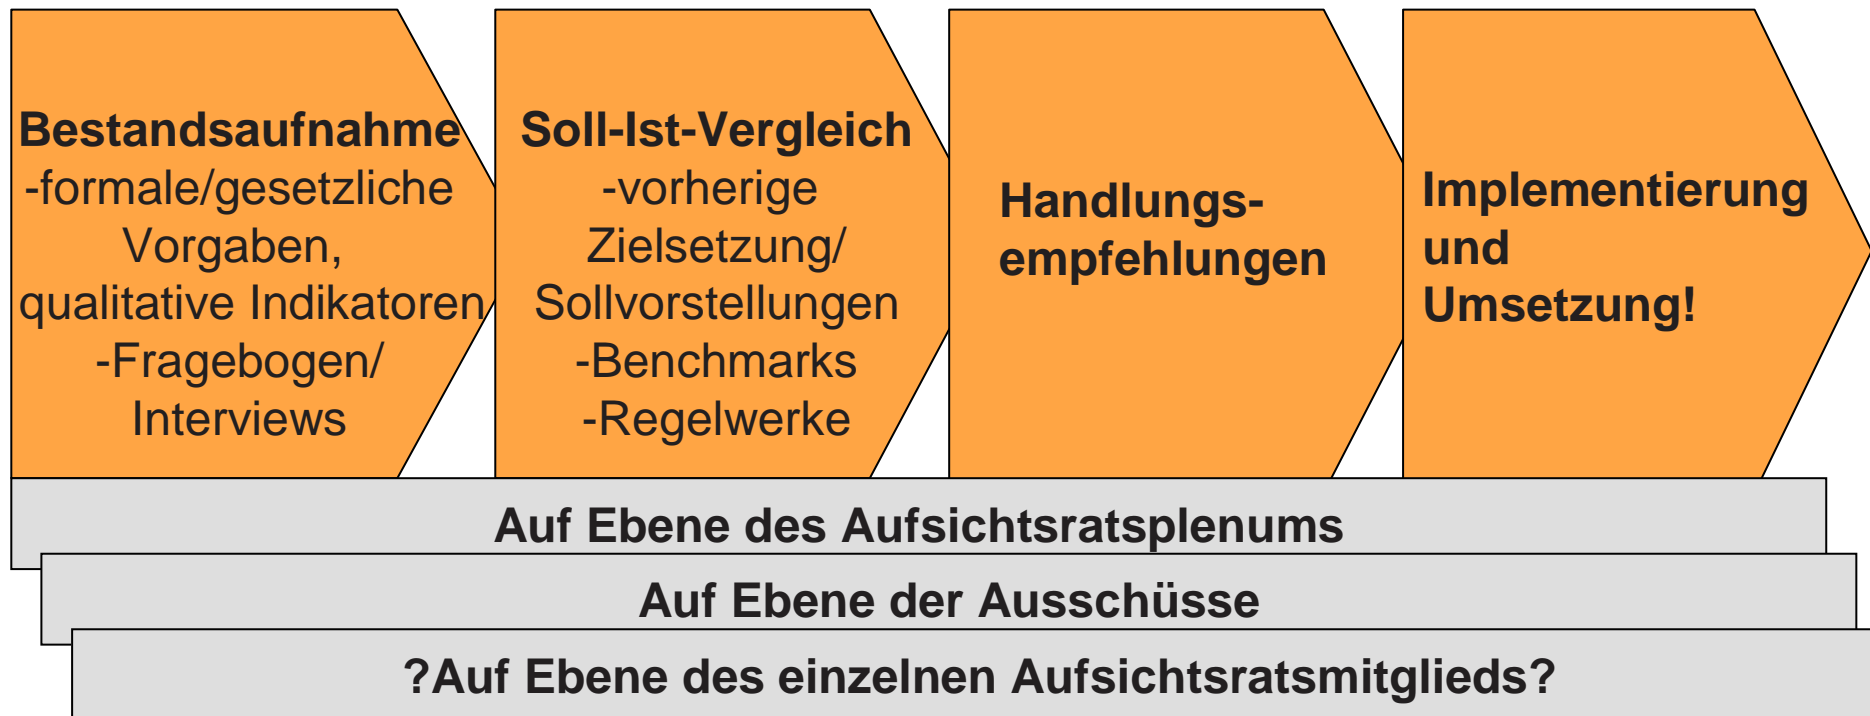 Bestandsaufnahme
-formale/gesetzliche
Vorgaben,
qualitative Indikatoren
-Fragebogen/
Interviews
Soll-Ist-Vergleich
-vorherige
Zielsetzung/
Sollvorstellungen
-Benchmarks
-Regelwerke
Handlungs-
empfehlungen
Implementierung
und
Umsetzung!
Auf Ebene des Aufsichtsratsplenums
Auf Ebene der Ausschüsse
?Auf Ebene des einzelnen Aufsichtsratsmitglieds?